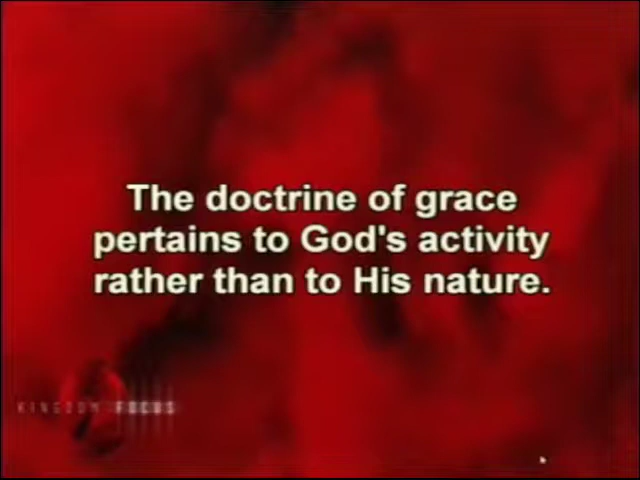 The doctrine of grace
pertains to God's activity
rather than to His nature.
KINGDOM FOCUS